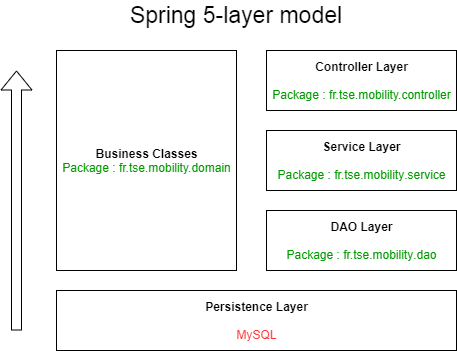 Spring 5-layer model
Business Classes
Package : fr.tse.mobility.domain
Controller Layer
Package : fr.tse.mobility.controller
Service Layer
Package : fr.tse.mobility.service
DAO Layer
Package : fr.tse.mobility.dao
Persistence Layer
MySQL